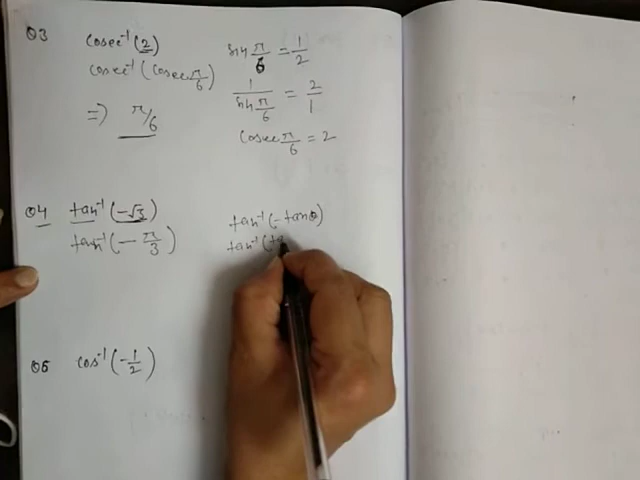 Q3 cosec⁻¹(2)
cosec⁻¹(cosec π/6)
=) π/6
sin π/6 = 1/2
1/sin π/6 = 2/1
cosec π/6 = 2
Q4 tan⁻¹(-√3)
tan⁻¹(- π/3)
tan⁻¹(-tanθ)
tan⁻¹(ta
Q5 cos⁻¹(-1/2)